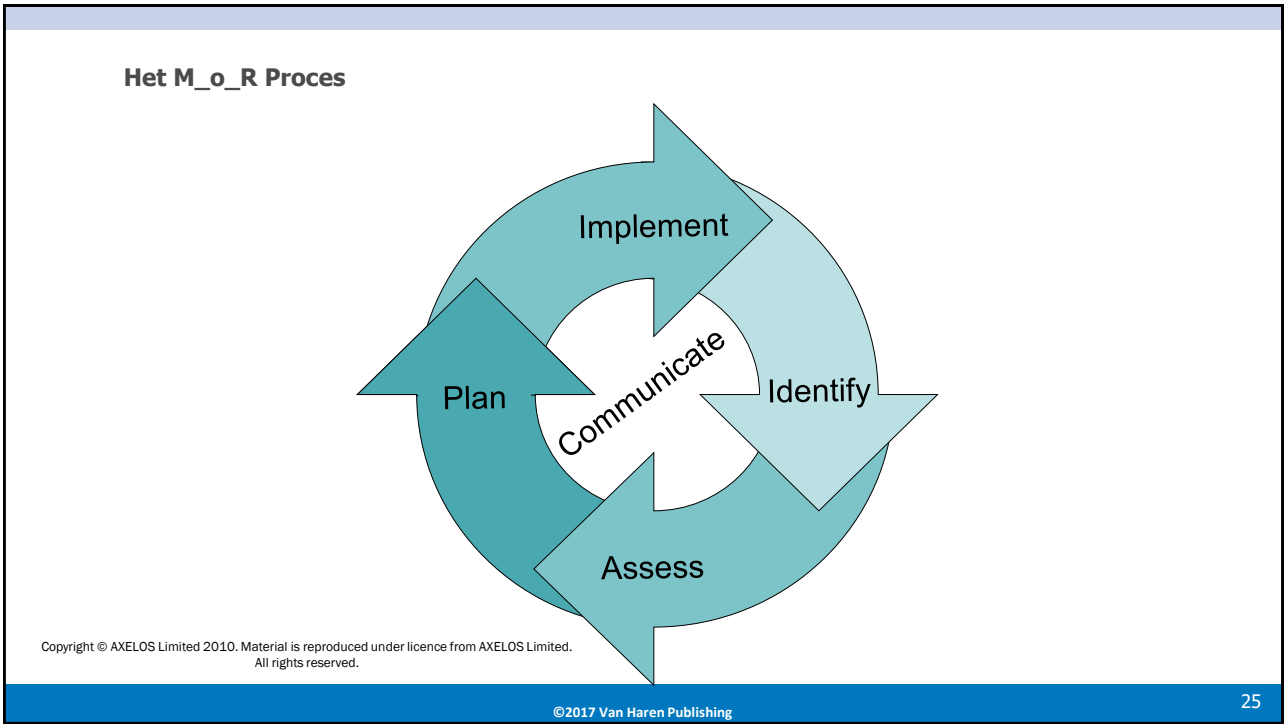 Het M_o_R Proces
Implement
Identify
Communicate
Plan
Assess
Copyright © AXELOS Limited 2010. Material is reproduced under licence from AXELOS Limited.
All rights reserved.
©2017 Van Haren Publishing
25